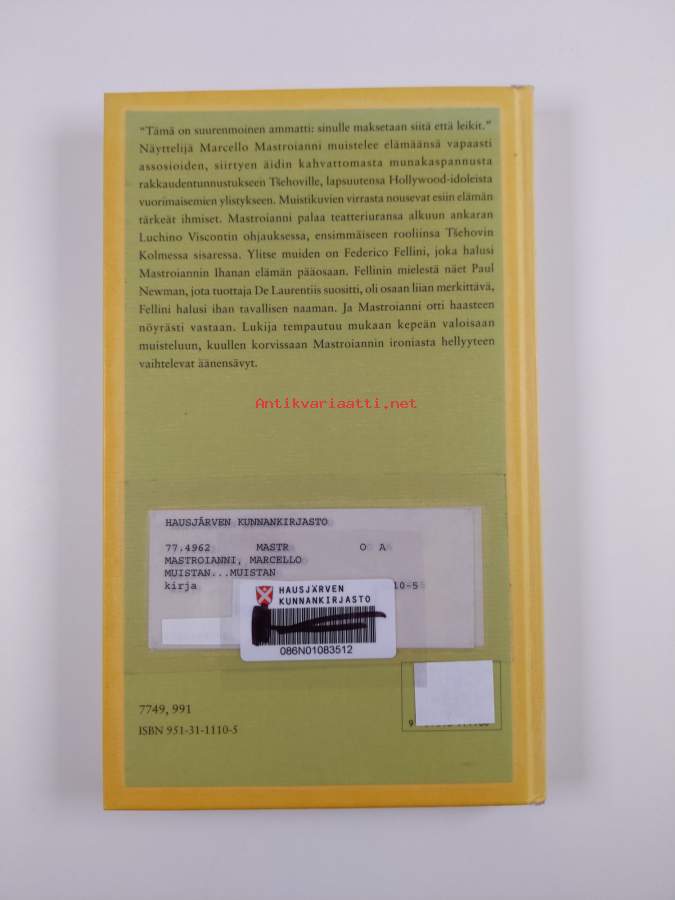 "Tämä on suurenmoinen ammatti: sinulle maksetaan siitä että leikit."
Näyttelijä Marcello Mastroianni muistelee elämäänsä vapaasti
assosioiden, siirtyen äidin kahvattomasta munakaspannusta
rakkaudentunnustukseen Tšehoville, lapsuutensa Hollywood-idoleista
vuorimaisemien ylistykseen. Muistikuvien virrasta nousevat esiin elämän
tärkeät ihmiset. Mastroianni palaa teatteriuransa alkuun ankaran
Luchino Viscontin ohjauksessa, ensimmäiseen rooliinsa Tšehovin
Kolmessa sisaressa. Ylitse muiden on Federico Fellini, joka halusi
Mastroiannin Ihanan elämän pääosaan. Fellinin mielestä näet Paul
Newman, jota tuottaja De Laurentiis suositti, oli osaan liian merkittävä,
Fellini halusi ihan tavallisen naaman. Ja Mastroianni otti haasteen
nöyrästi vastaan. Lukija tempautuu mukaan kepeän valoisaan
muisteluun, kuullen korvissaan Mastroiannin ironiasta hellyyteen
vaihtelevat äänensävyt.
Antikvariaatti.net
HAUSJÄRVEN KUNNANKIRJASTO
77.4962 MASTR O A
MASTROIANNI, MARCELLO
MUISTAN...MUISTAN
kirja 10-5
HAUSJÄRVEN
KUNNANKIRJASTO
086N01083512
7749, 991
ISBN 951-31-1110-5
9